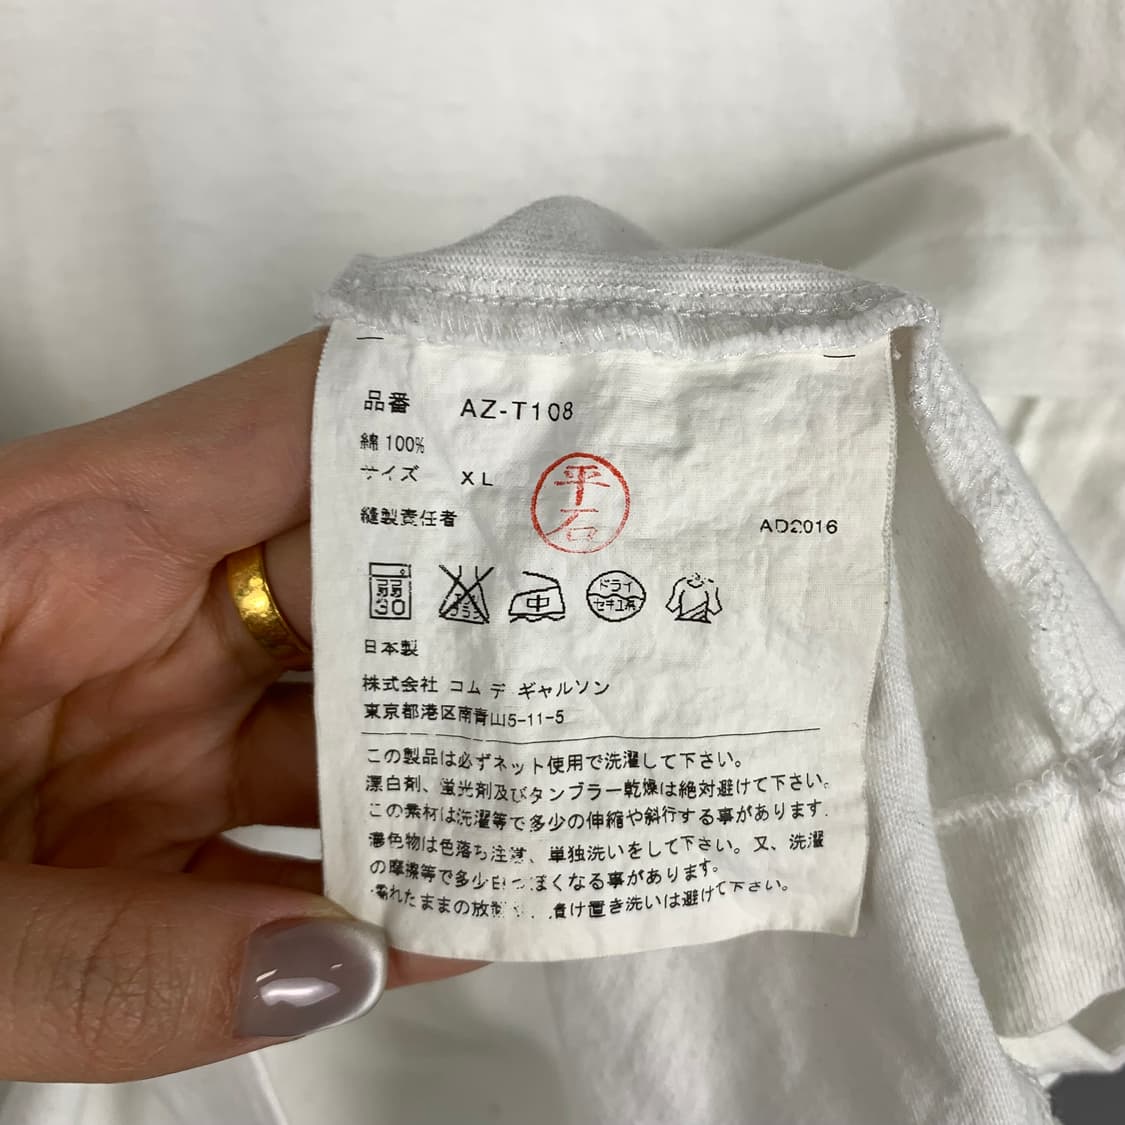 品番 AZ-T108
綿 100%
サイズ XL
平石
縫製責任者 AD2016
弱 30 中 ドライ セキユ系
日本製
株式会社 コム デ ギャルソン
東京都港区南青山5-11-5
この製品は必ずネット使用で洗濯して下さい。
漂白剤、蛍光剤及びタンブラー乾燥は絶対避けて下さい。
この素材は洗濯等で多少の伸縮や斜行する事があります.
濃色物は色落ち注意、単独洗いをして下さい。又、洗濯
の摩擦等で多少白っぽくなる事があります。
濡れたままの放置 漬け置き洗いは避けて下さい。